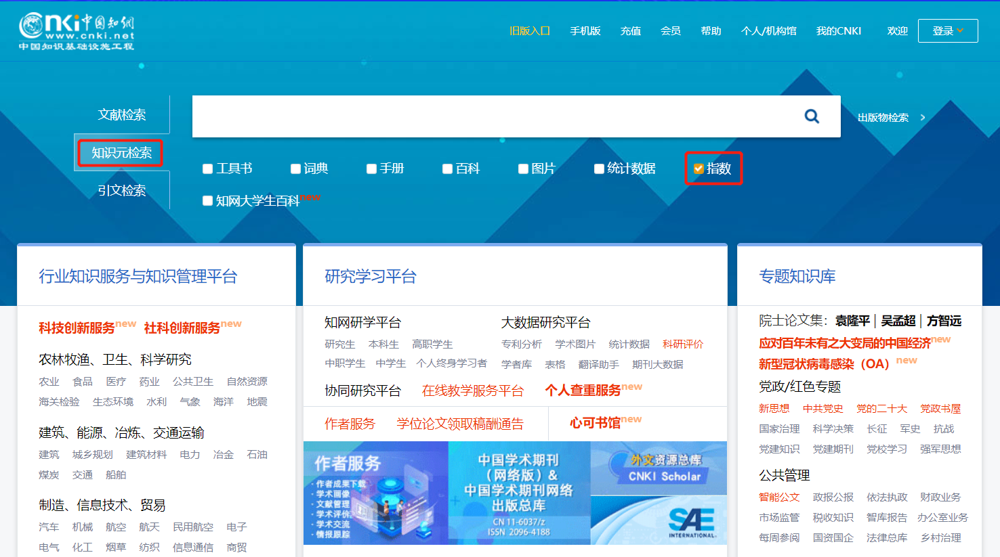 Cnki中国知網
www.cnki.net
中国知识基础设施工程
旧版入口 手机版 充值 会员 帮助 个人/机构馆 我的CNKI 欢迎 登录
文献检索
知识元检索
引文检索
出版物检索
工具书 词典 手册 百科 图片 统计数据 指数
知网大学生百科new
行业知识服务与知识管理平台
科技创新服务new 社科创新服务new
农林牧渔、卫生、科学研究
农业 食品 医疗 药业 公共卫生 自然资源
海关检验 生态环境 水利 气象 海洋 地震
建筑、能源、冶炼、交通运输
建筑 城乡规划 建筑材料 电力 冶金 石油
煤炭 交通 船舶
制造、信息技术、贸易
汽车 机械 航空 航天 民用航空 电子
电气 化工 烟草 纺织 信息通信 商贸
研究学习平台
知网研学平台
研究生 本科生 高职学生
中职学生 中学生 个人终身学习者
大数据研究平台
专利分析 学术图片 统计数据 科研评价
学者库 表格 翻译助手 期刊大数据
协同研究平台 在线教学服务平台 个人查重服务new
作者服务 学位论文领取稿酬通告 心可书馆new
作者服务
·作者成果下载
·学术画像
·文献管理
·学术评价
·学术交流
·情报跟踪
中国学术期刊
（网络版）&
中国学术期刊网络
出版总库
CN 11-6037/z
ISSN 2096-4188
外文资源总库
CNKI Scholar
SAE
INTERNATIONAL.
专题知识库
院士论文集：袁隆平 | 吴孟超 | 方智远
应对百年未有之大变局的中国经济new
新型冠状病毒感染（OA）new
党政/红色专题
新思想 中共党史 党的二十大 党政书屋
国家治理 科学决策 长征 军史 抗战
党建知识 党建期刊 党校学习 强军思想
公共管理
智能公文 政报公报 依法执政 财政业务
市场监管 税收知识 智库报告 办公室业务
每周参阅 国资国企 法律总库 乡村治理